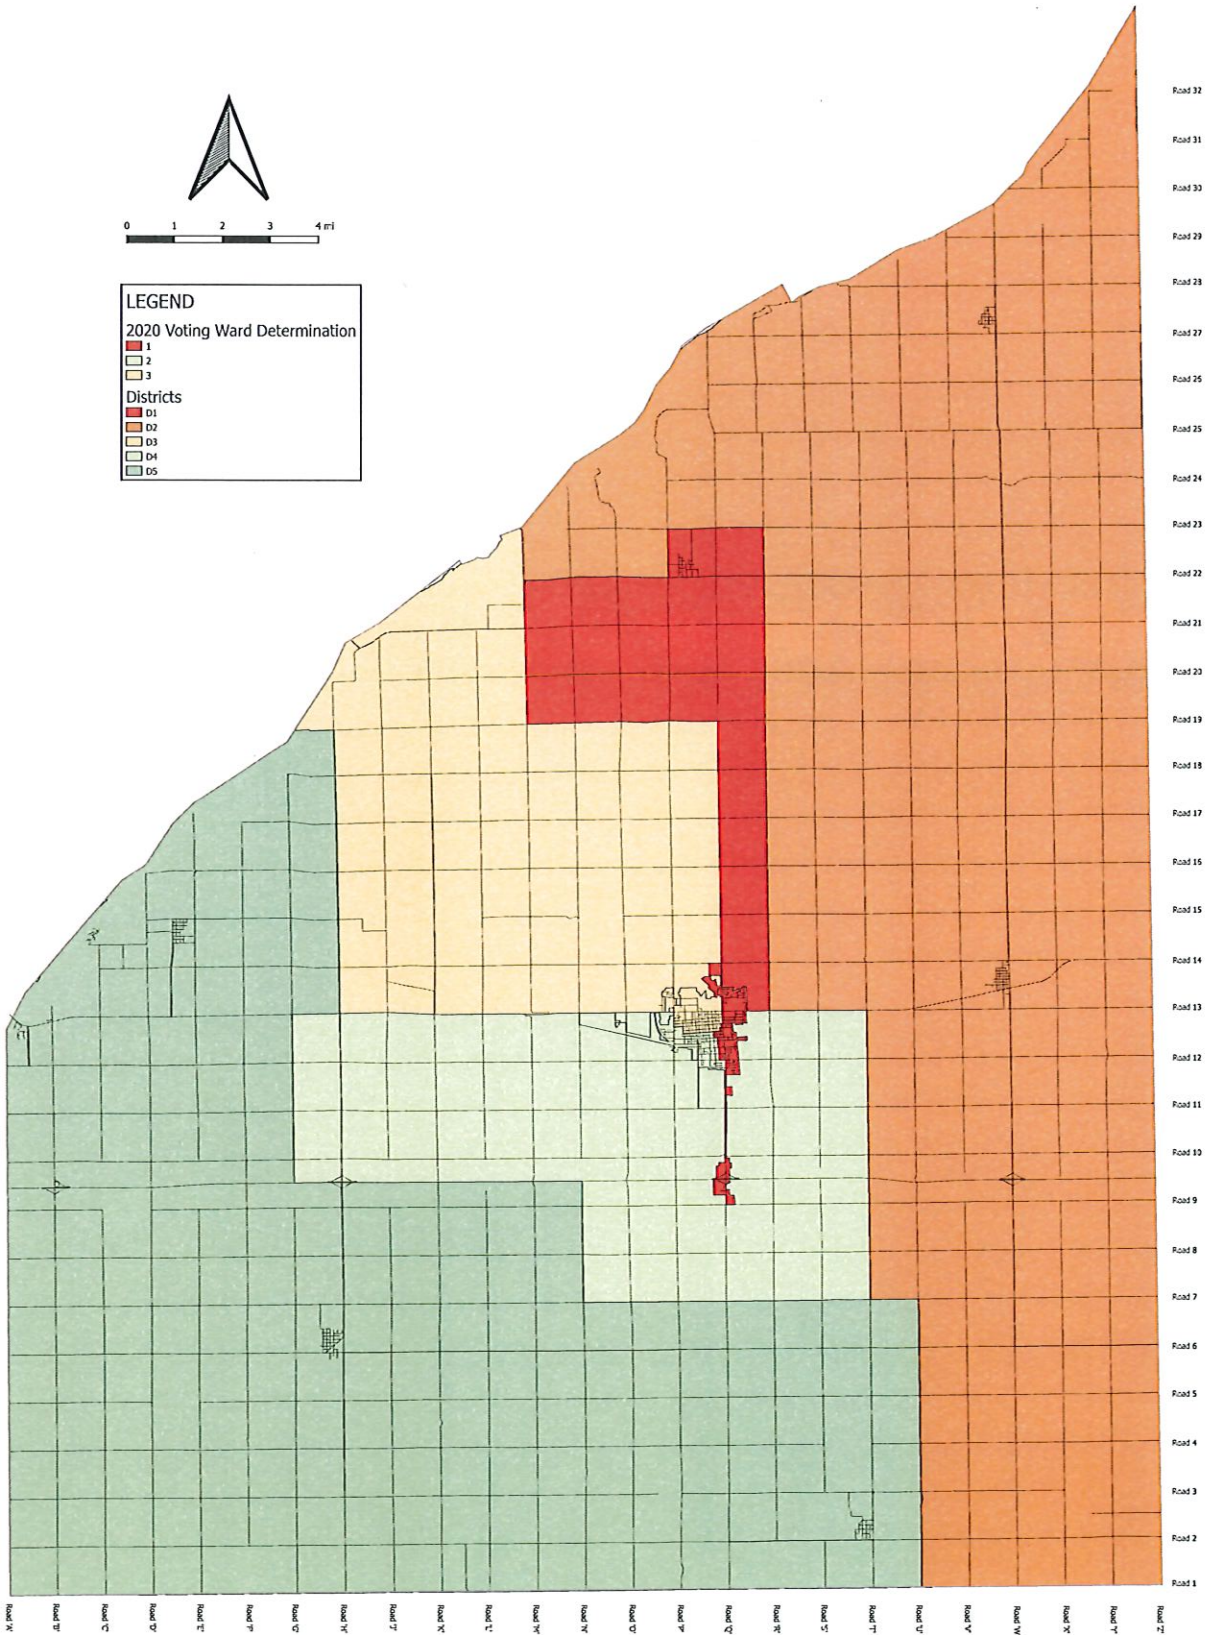 Road 32
Road 31
Road 30
Road 29
Road 28
Road 27
Road 26
Road 25
Road 24
Road 23
Road 22
Road 21
Road 20
Road 19
Road 18
Road 17
Road 16
Road 15
Road 14
Road 13
Road 12
Road 11
Road 10
Road 9
Road 8
Road 7
Road 6
Road 5
Road 4
Road 3
Road 2
Road 1
0 1 2 3 4 mi
LEGEND
2020 Voting Ward Determination
1
2
3
Districts
D1
D2
D3
D4
D5
Road 'A'
Road 'B'
Road 'C'
Road 'D'
Road 'E'
Road 'F'
Road 'G'
Road 'H'
Road 'J'
Road 'K'
Road 'L'
Road 'M'
Road 'N'
Road 'O'
Road 'P'
Road 'Q'
Road 'R'
Road 'S'
Road 'T'
Road 'U'
Road 'V'
Road 'W'
Road 'X'
Road 'Y'
Road 'Z'